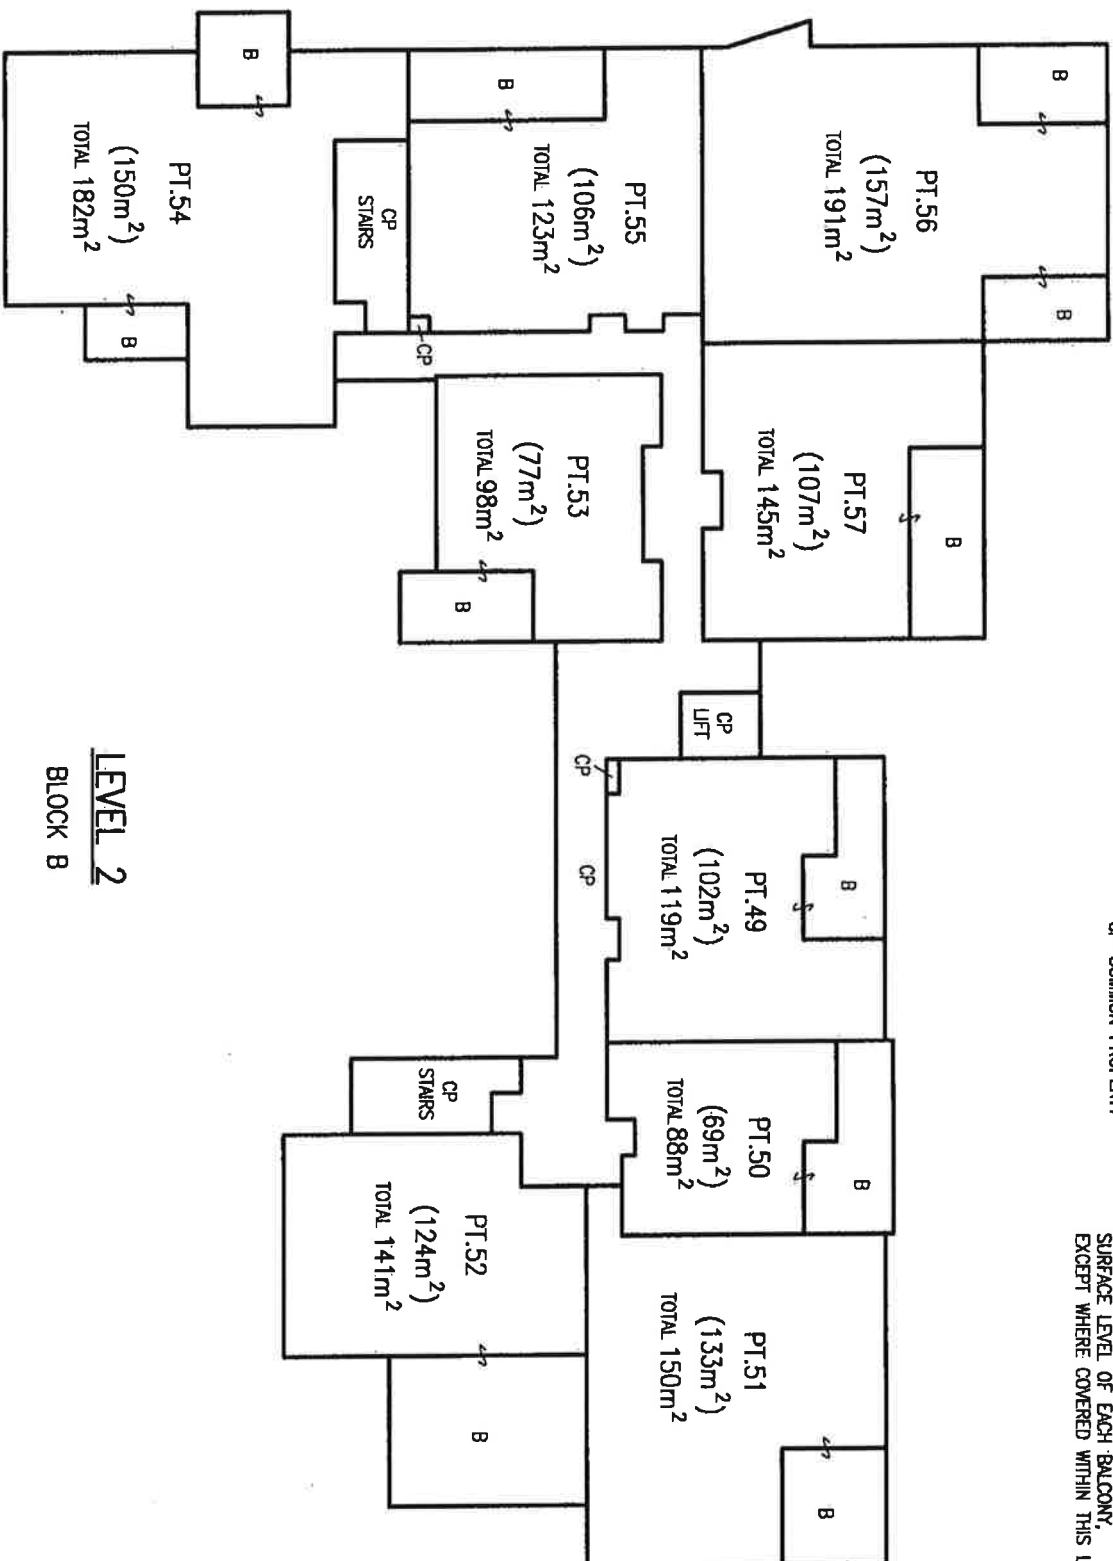 OF COMMON PROPERTY
SURFACE LEVEL OF EACH BALCONY,
EXCEPT WHERE COVERED WITHIN THIS
B
B
PT.56
(157m²)
TOTAL 191m²
B
PT.57
(107m²)
TOTAL 145m²
B
PT.55
(106m²)
TOTAL 123m²
CP
B
PT.54
(150m²)
TOTAL 182m²
B
CP
STAIRS
PT.53
(77m²)
TOTAL 98m²
B
CP
LIFT
CP
CP
B
PT.49
(102m²)
TOTAL 119m²
B
PT.50
(69m²)
TOTAL 88m²
PT.51
(133m²)
TOTAL 150m²
B
CP
STAIRS
PT.52
(124m²)
TOTAL 141m²
B
LEVEL 2
BLOCK B